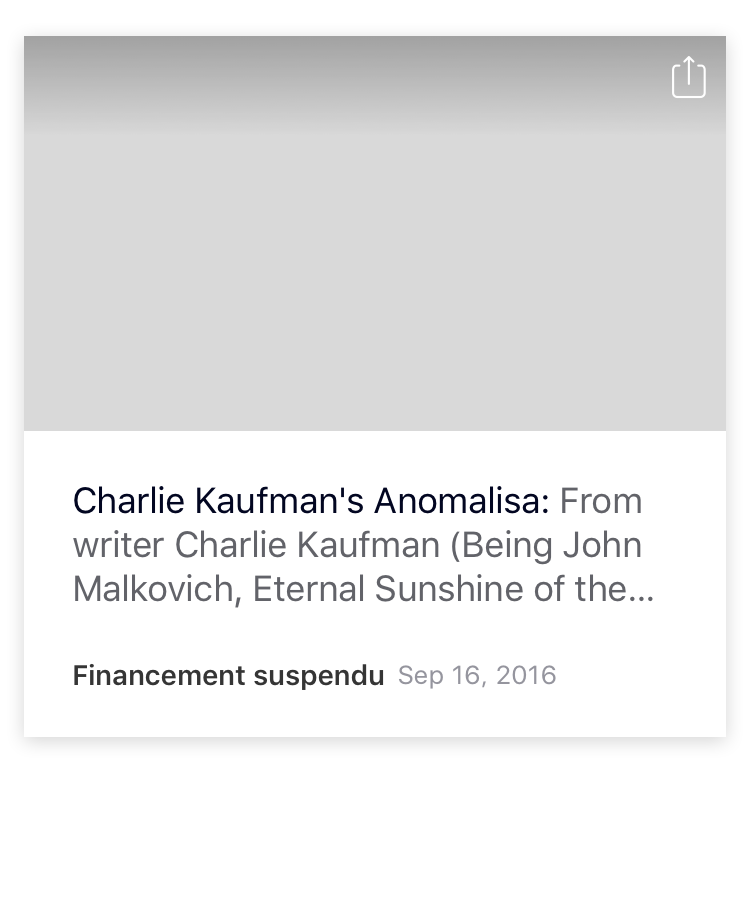 Charlie Kaufman's Anomalisa: From
writer Charlie Kaufman (Being John
Malkovich, Eternal Sunshine of the...
Financement suspendu Sep 16, 2016